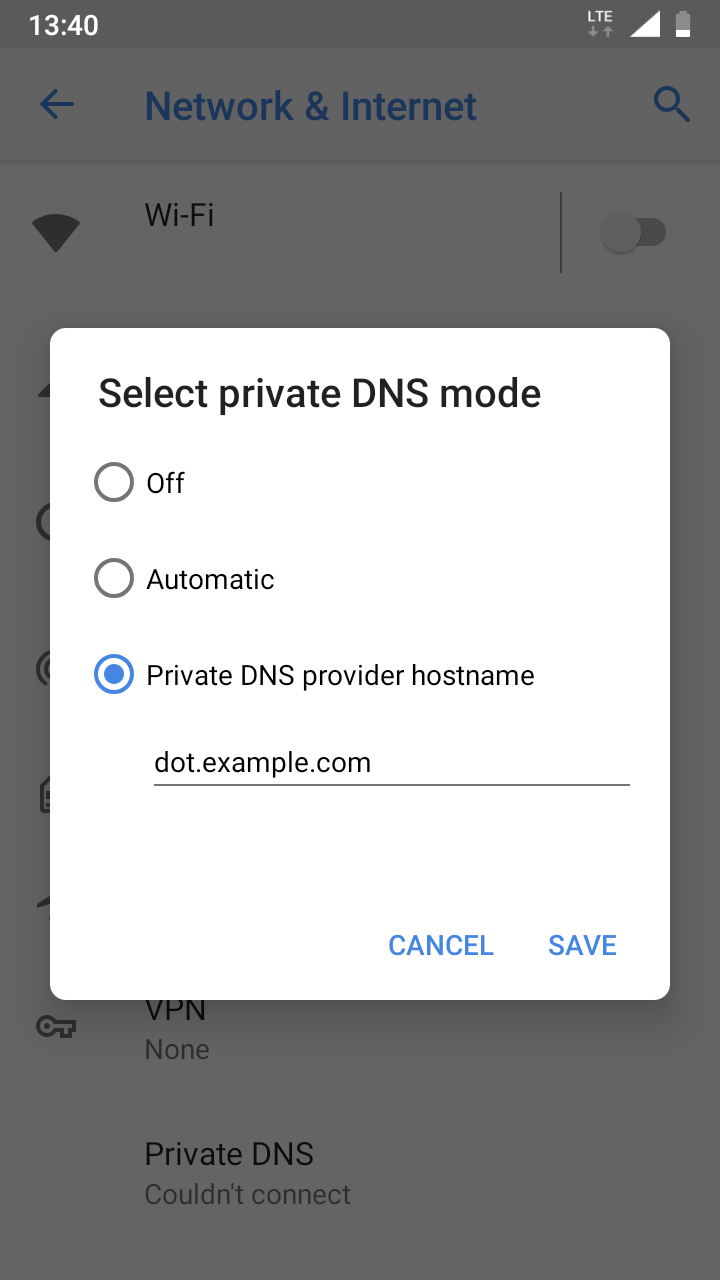 13:40
LTE
Network & Internet
Wi-Fi
Select private DNS mode
Off
Automatic
Private DNS provider hostname
dot.example.com
CANCEL
SAVE
VPN
None
Private DNS
Couldn't connect